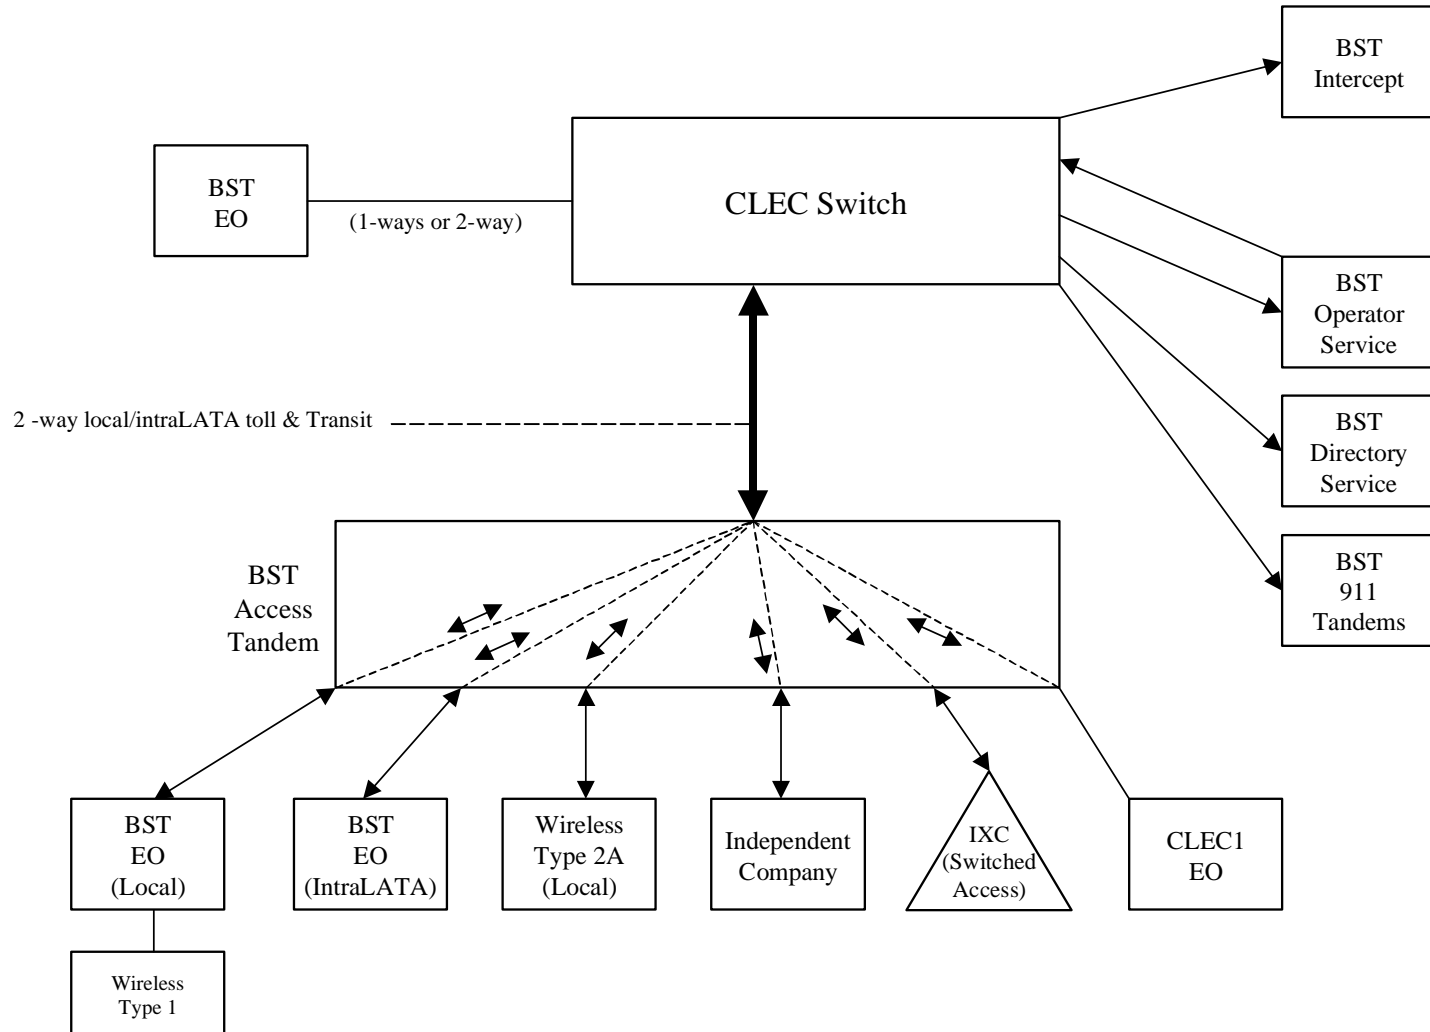 BST
Intercept
BST
EO
(1-ways or 2-way)
CLEC Switch
BST
Operator
Service
2 -way local/intraLATA toll & Transit
BST
Directory
Service
BST
911
Tandems
BST
Access
Tandem
BST
EO
(Local)
BST
EO
(IntraLATA)
Wireless
Type 2A
(Local)
Independent
Company
IXC
(Switched
Access)
CLEC1
EO
Wireless
Type 1